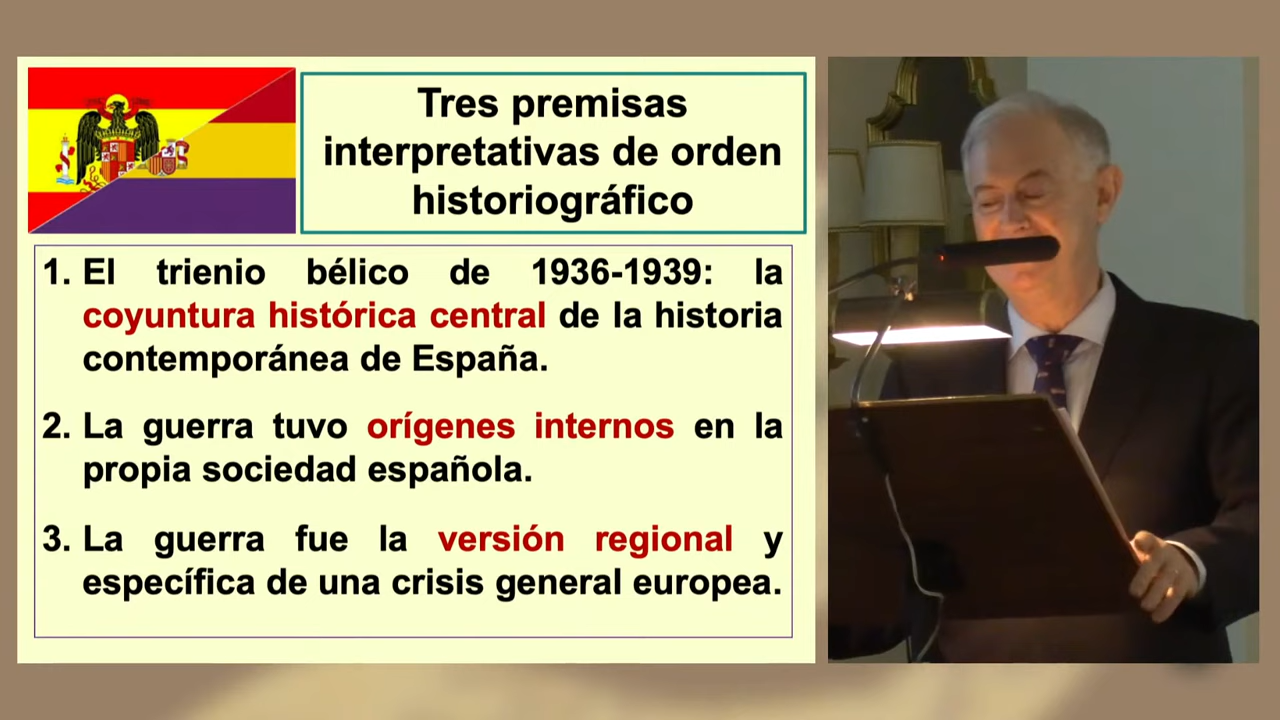 Tres premisas
interpretativas de orden
historiográfico
1. El trienio bélico de 1936-1939: la
coyuntura histórica central de la historia
contemporánea de España.
2. La guerra tuvo orígenes internos en la
propia sociedad española.
3. La guerra fue la versión regional y
específica de una crisis general europea.